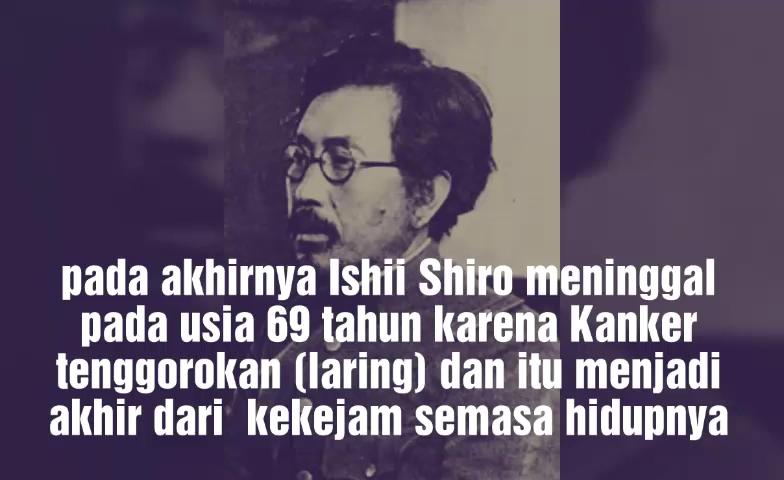 pada akhirnya Ishii Shiro meninggal
pada usia 69 tahun karena Kanker
tenggorokan (laring) dan itu menjadi
akhir dari kekejam semasa hidupnya